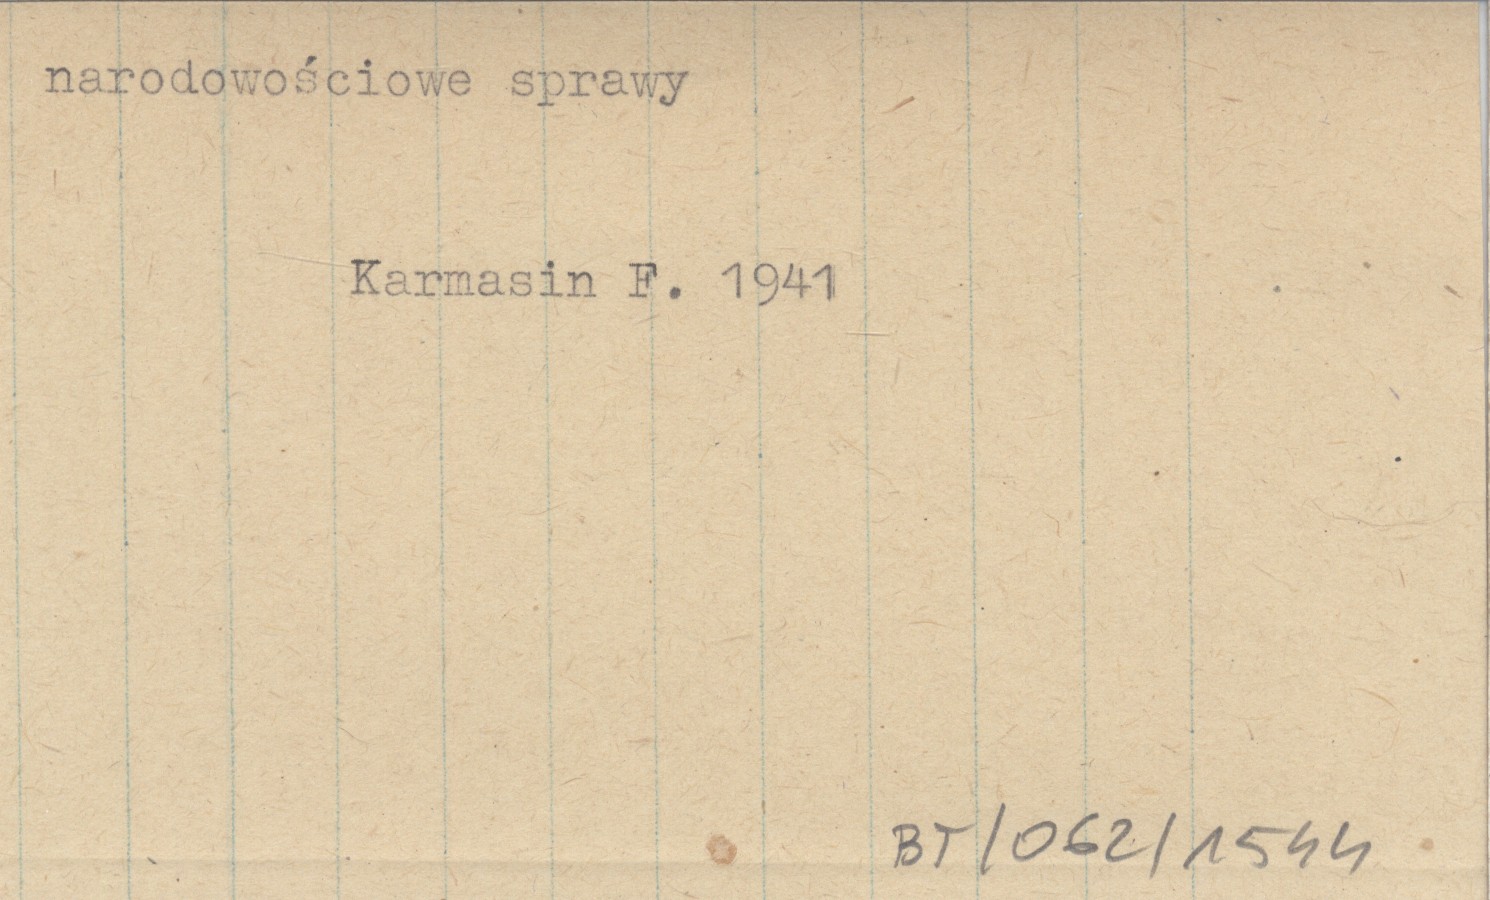 narodowościowe sprawy
Karmasin F. 1941
BT/062/1544